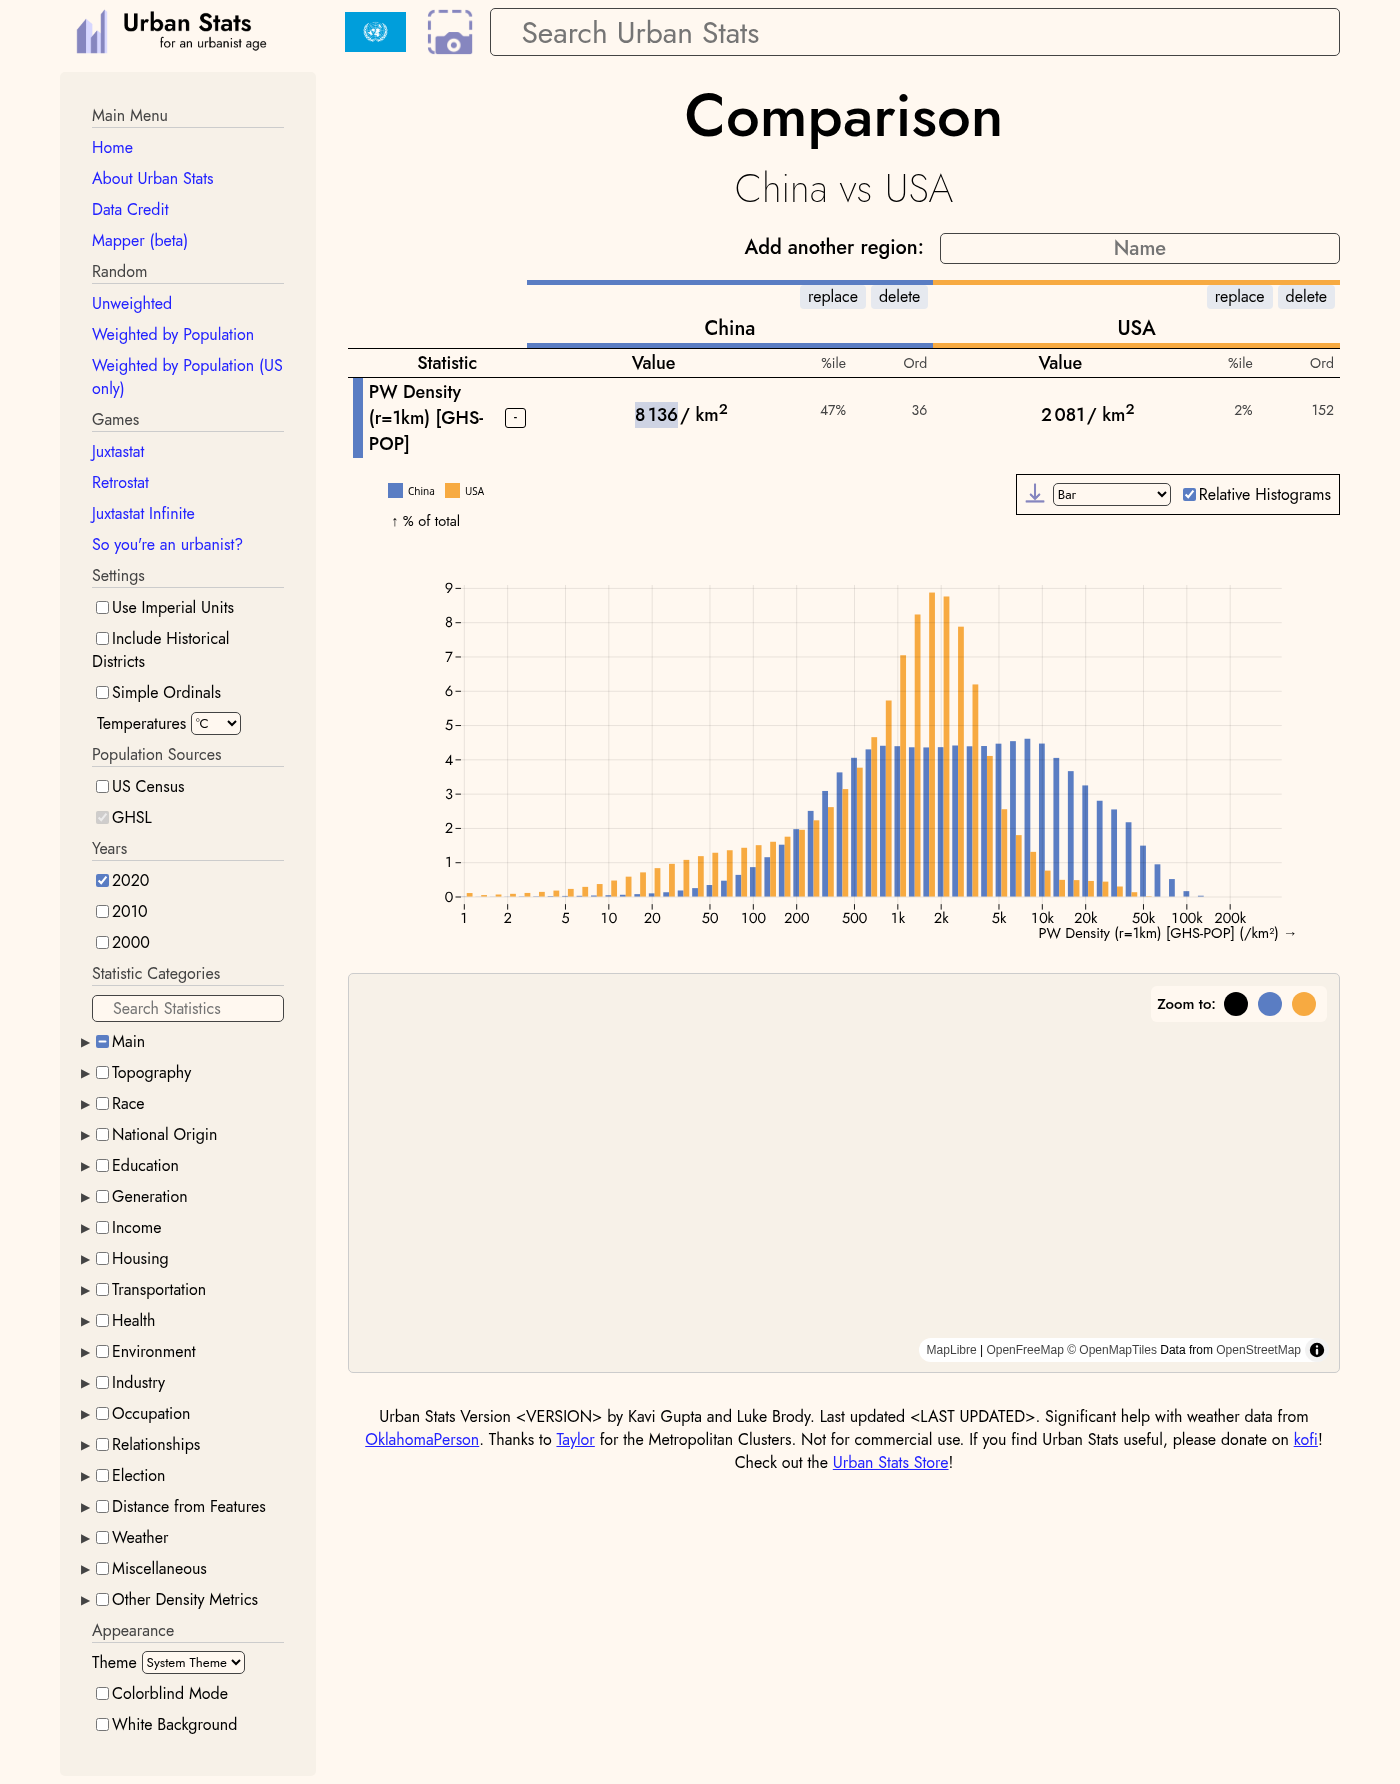 Urban Stats
for an urbanist age
Search Urban Stats
Main Menu
Home
About Urban Stats
Data Credit
Mapper (beta)
Random
Unweighted
Weighted by Population
Weighted by Population (US
only)
Games
Juxtastat
Retrostat
Juxtastat Infinite
So you're an urbanist?
Settings
Use Imperial Units
Include Historical
Districts
Simple Ordinals
Temperatures °C
Population Sources
US Census
GHSL
Years
2020
2010
2000
Statistic Categories
Search Statistics
▶ Main
▶ Topography
▶ Race
▶ National Origin
▶ Education
▶ Generation
▶ Income
▶ Housing
▶ Transportation
▶ Health
▶ Environment
▶ Industry
▶ Occupation
▶ Relationships
▶ Election
▶ Distance from Features
▶ Weather
▶ Miscellaneous
▶ Other Density Metrics
Appearance
Theme System Theme
Colorblind Mode
White Background
Comparison
China vs USA
Add another region: Name
replace delete replace delete
China USA
Statistic Value %ile Ord Value %ile Ord
PW Density
(r=1km) [GHS-
POP]
- 8 136 / km² 47% 36 2 081 / km² 2% 152
China USA
Bar Relative Histograms
↑ % of total
9
8
7
6
5
4
3
2
1
0
1 2 5 10 20 50 100 200 500 1k 2k 5k 10k 20k 50k 100k 200k
PW Density (r=1km) [GHS-POP] (/km²) →
Zoom to:
MapLibre | OpenFreeMap © OpenMapTiles Data from OpenStreetMap
Urban Stats Version <VERSION> by Kavi Gupta and Luke Brody. Last updated <LAST UPDATED>. Significant help with weather data from
OklahomaPerson. Thanks to Taylor for the Metropolitan Clusters. Not for commercial use. If you find Urban Stats useful, please donate on kofi!
Check out the Urban Stats Store!